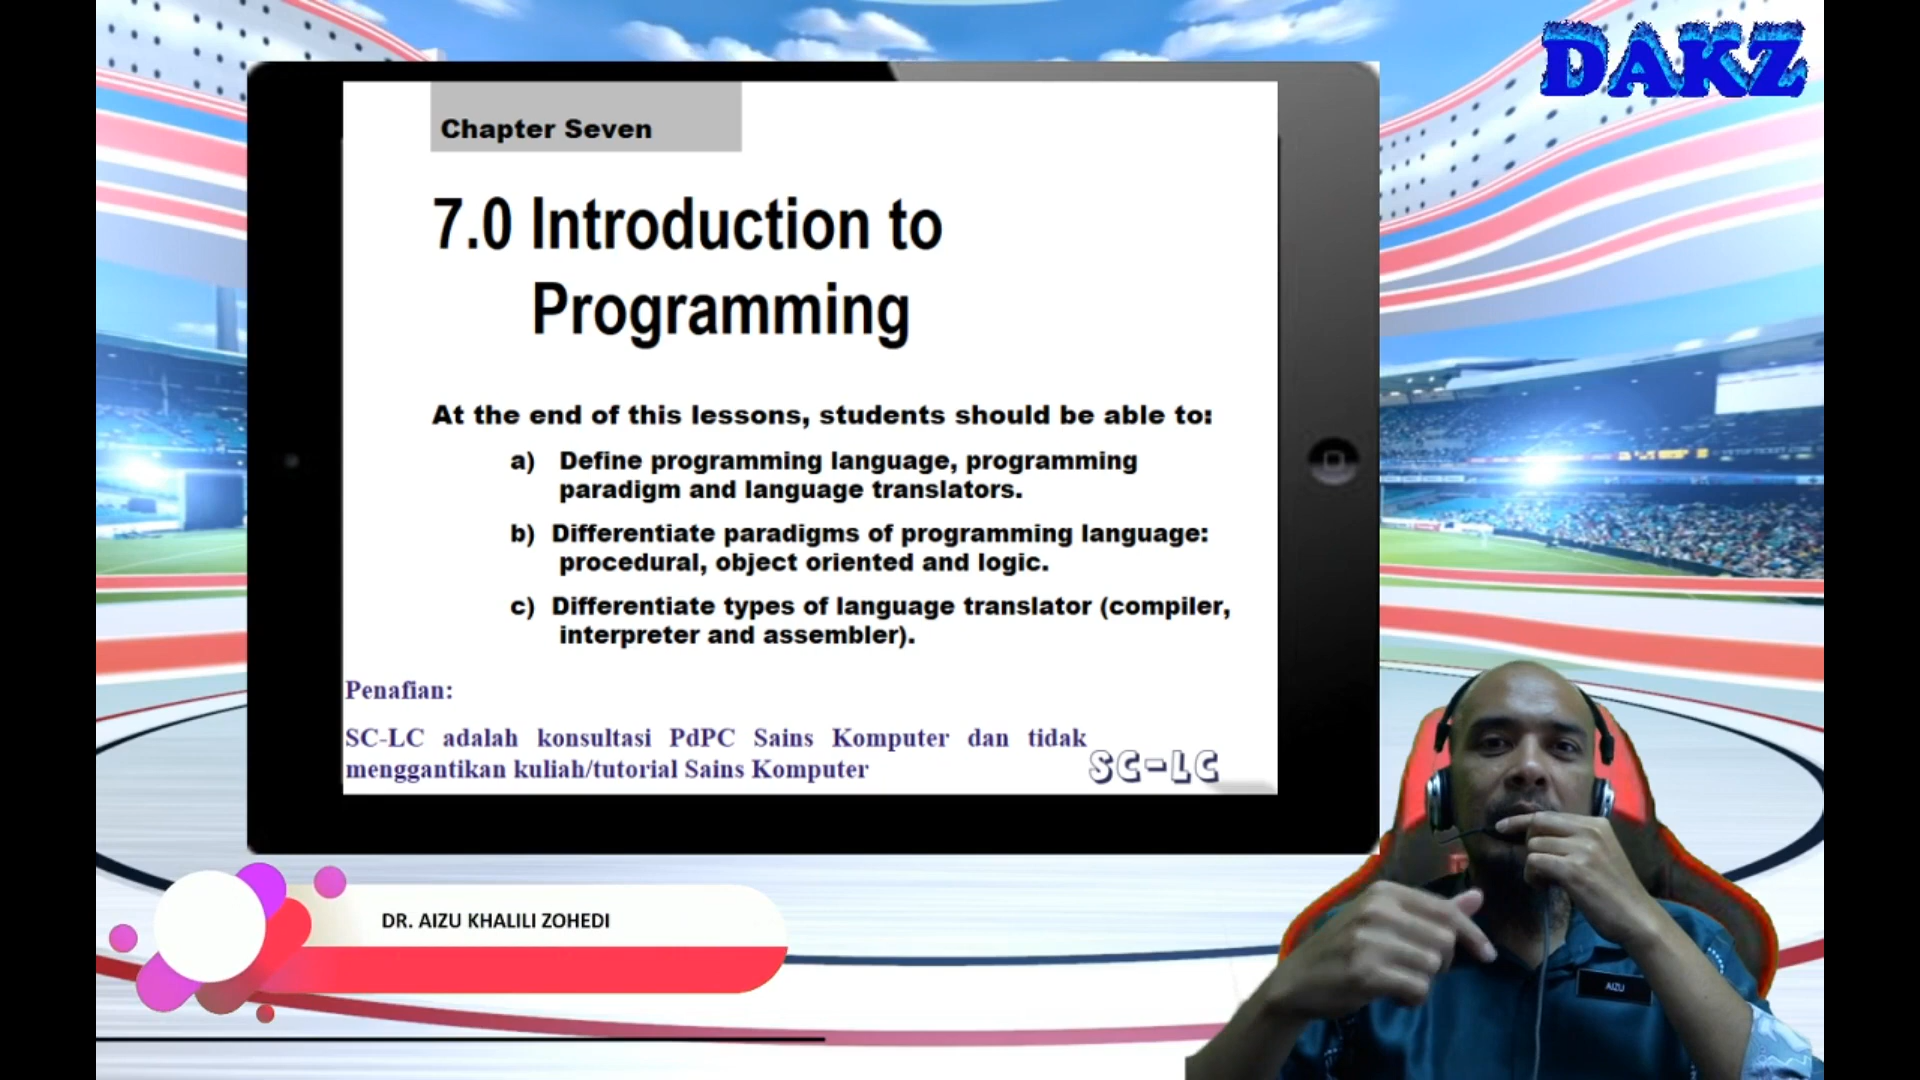 DAKZ
Chapter Seven
7.0 Introduction to
Programming
At the end of this lessons, students should be able to:
a) Define programming language, programming
paradigm and language translators.
b) Differentiate paradigms of programming language:
procedural, object oriented and logic.
c) Differentiate types of language translator (compiler,
interpreter and assembler).
Penafian:
SC-LC adalah konsultasi PdPC Sains Komputer dan tidak
menggantikan kuliah/tutorial Sains Komputer
SC-LC
DR. AIZU KHALILI ZOHEDI
AIZU